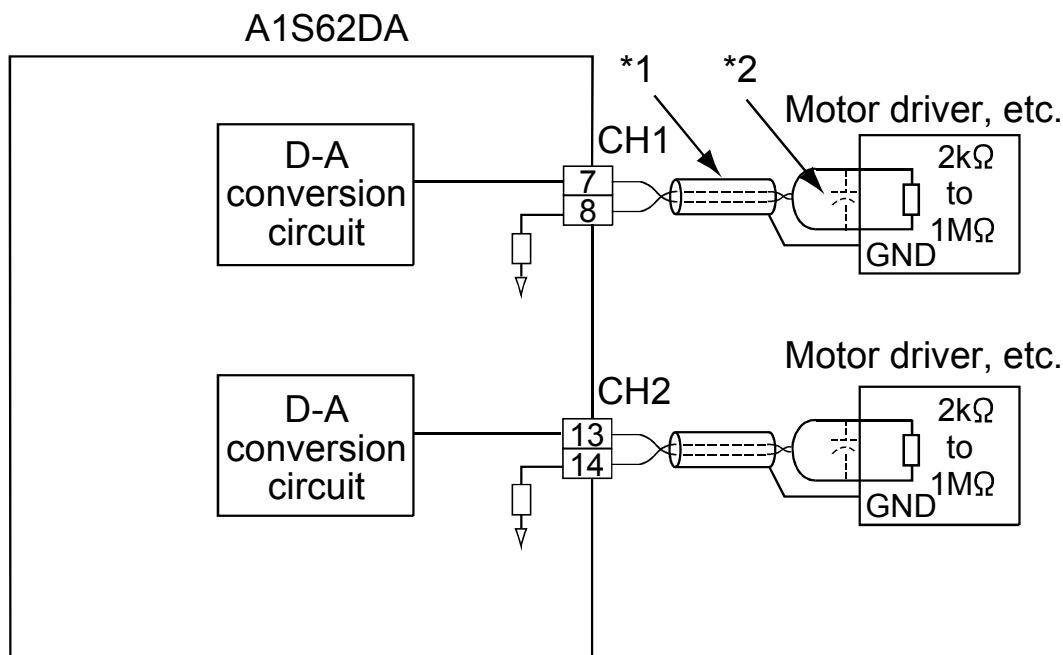 A1S62DA
*1
*2
Motor driver, etc.
D-A
conversion
circuit
CH1
7
8
2kΩ
to
1MΩ
GND
Motor driver, etc.
D-A
conversion
circuit
CH2
13
14
2kΩ
to
1MΩ
GND